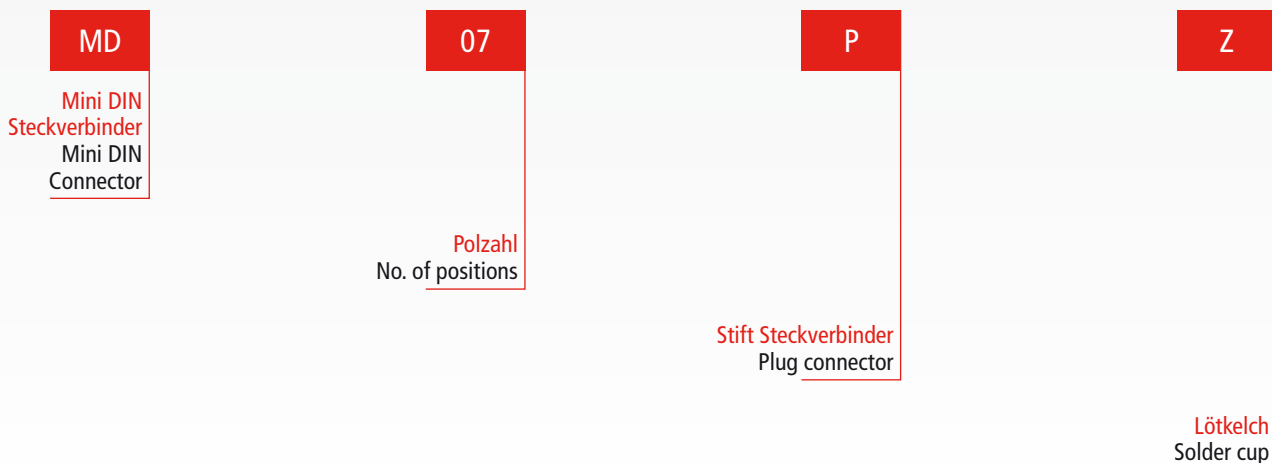 MD
07
P
Z
Mini DIN
Steckverbinder
Mini DIN
Connector
Polzahl
No. of positions
Stift Steckverbinder
Plug connector
Lötkelch
Solder cup